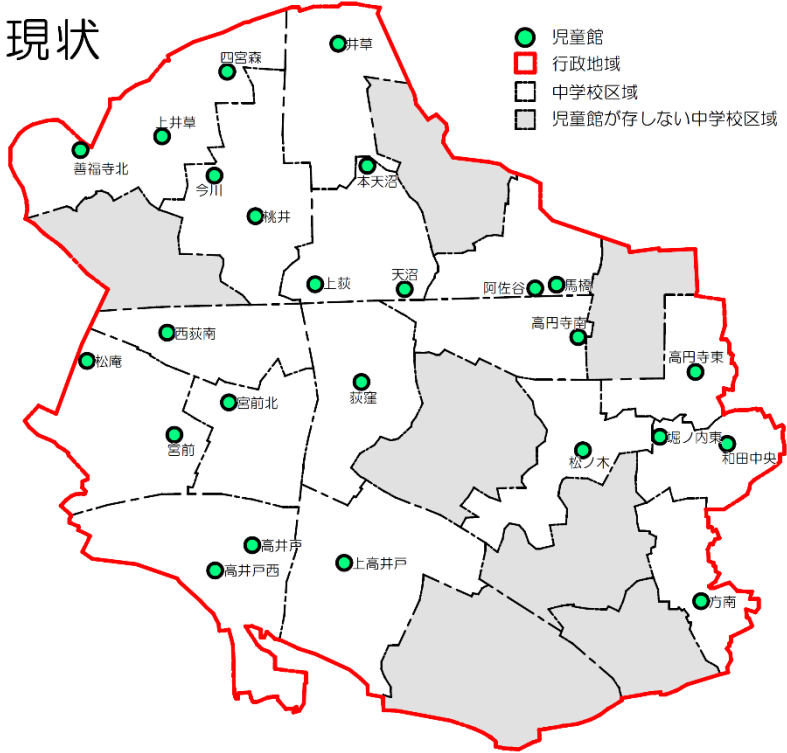 現状
児童館
行政地域
中学校区域
児童館が存しない中学校区域
井草
四宮森
上井草
善福寺北
今川
本天沼
桃井
上荻
天沼
阿佐谷
馬橋
西荻南
高円寺南
松庵
高円寺東
荻窪
宮前北
宮前
堀ノ内東
和田中央
松ノ木
高井戸
高井戸西
上高井戸
方南